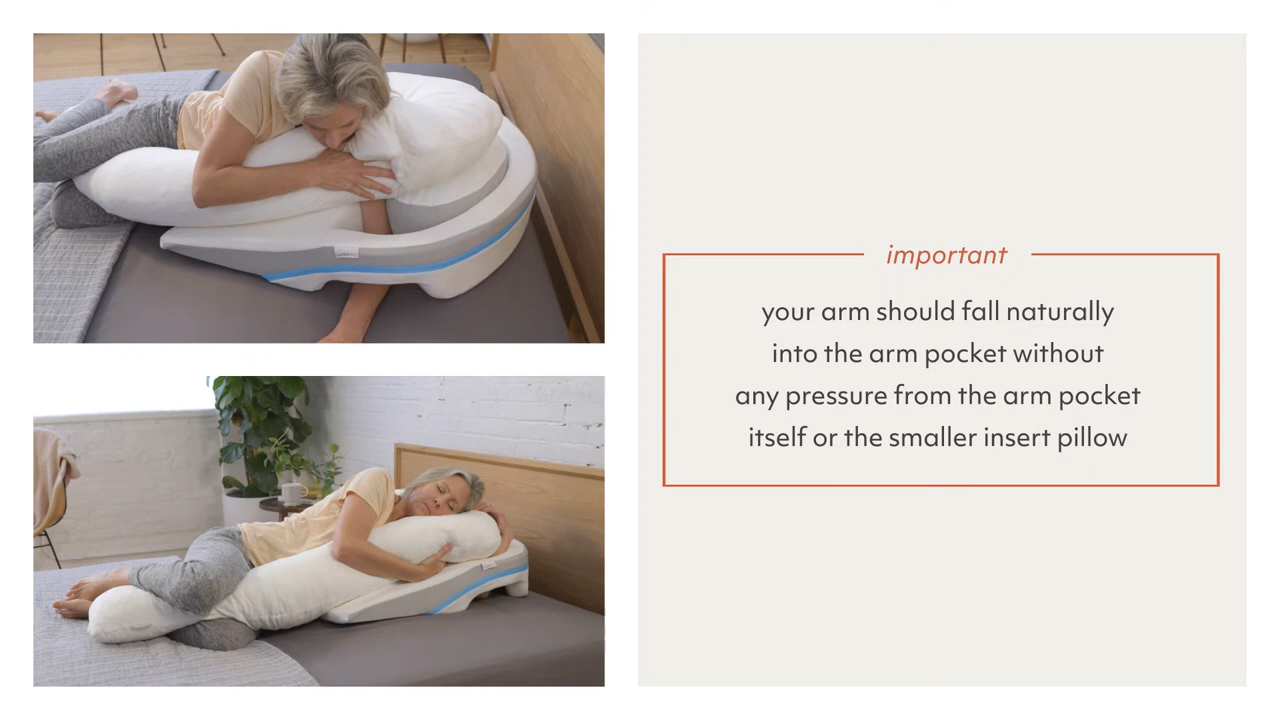 important
your arm should fall naturally
into the arm pocket without
any pressure from the arm pocket
itself or the smaller insert pillow